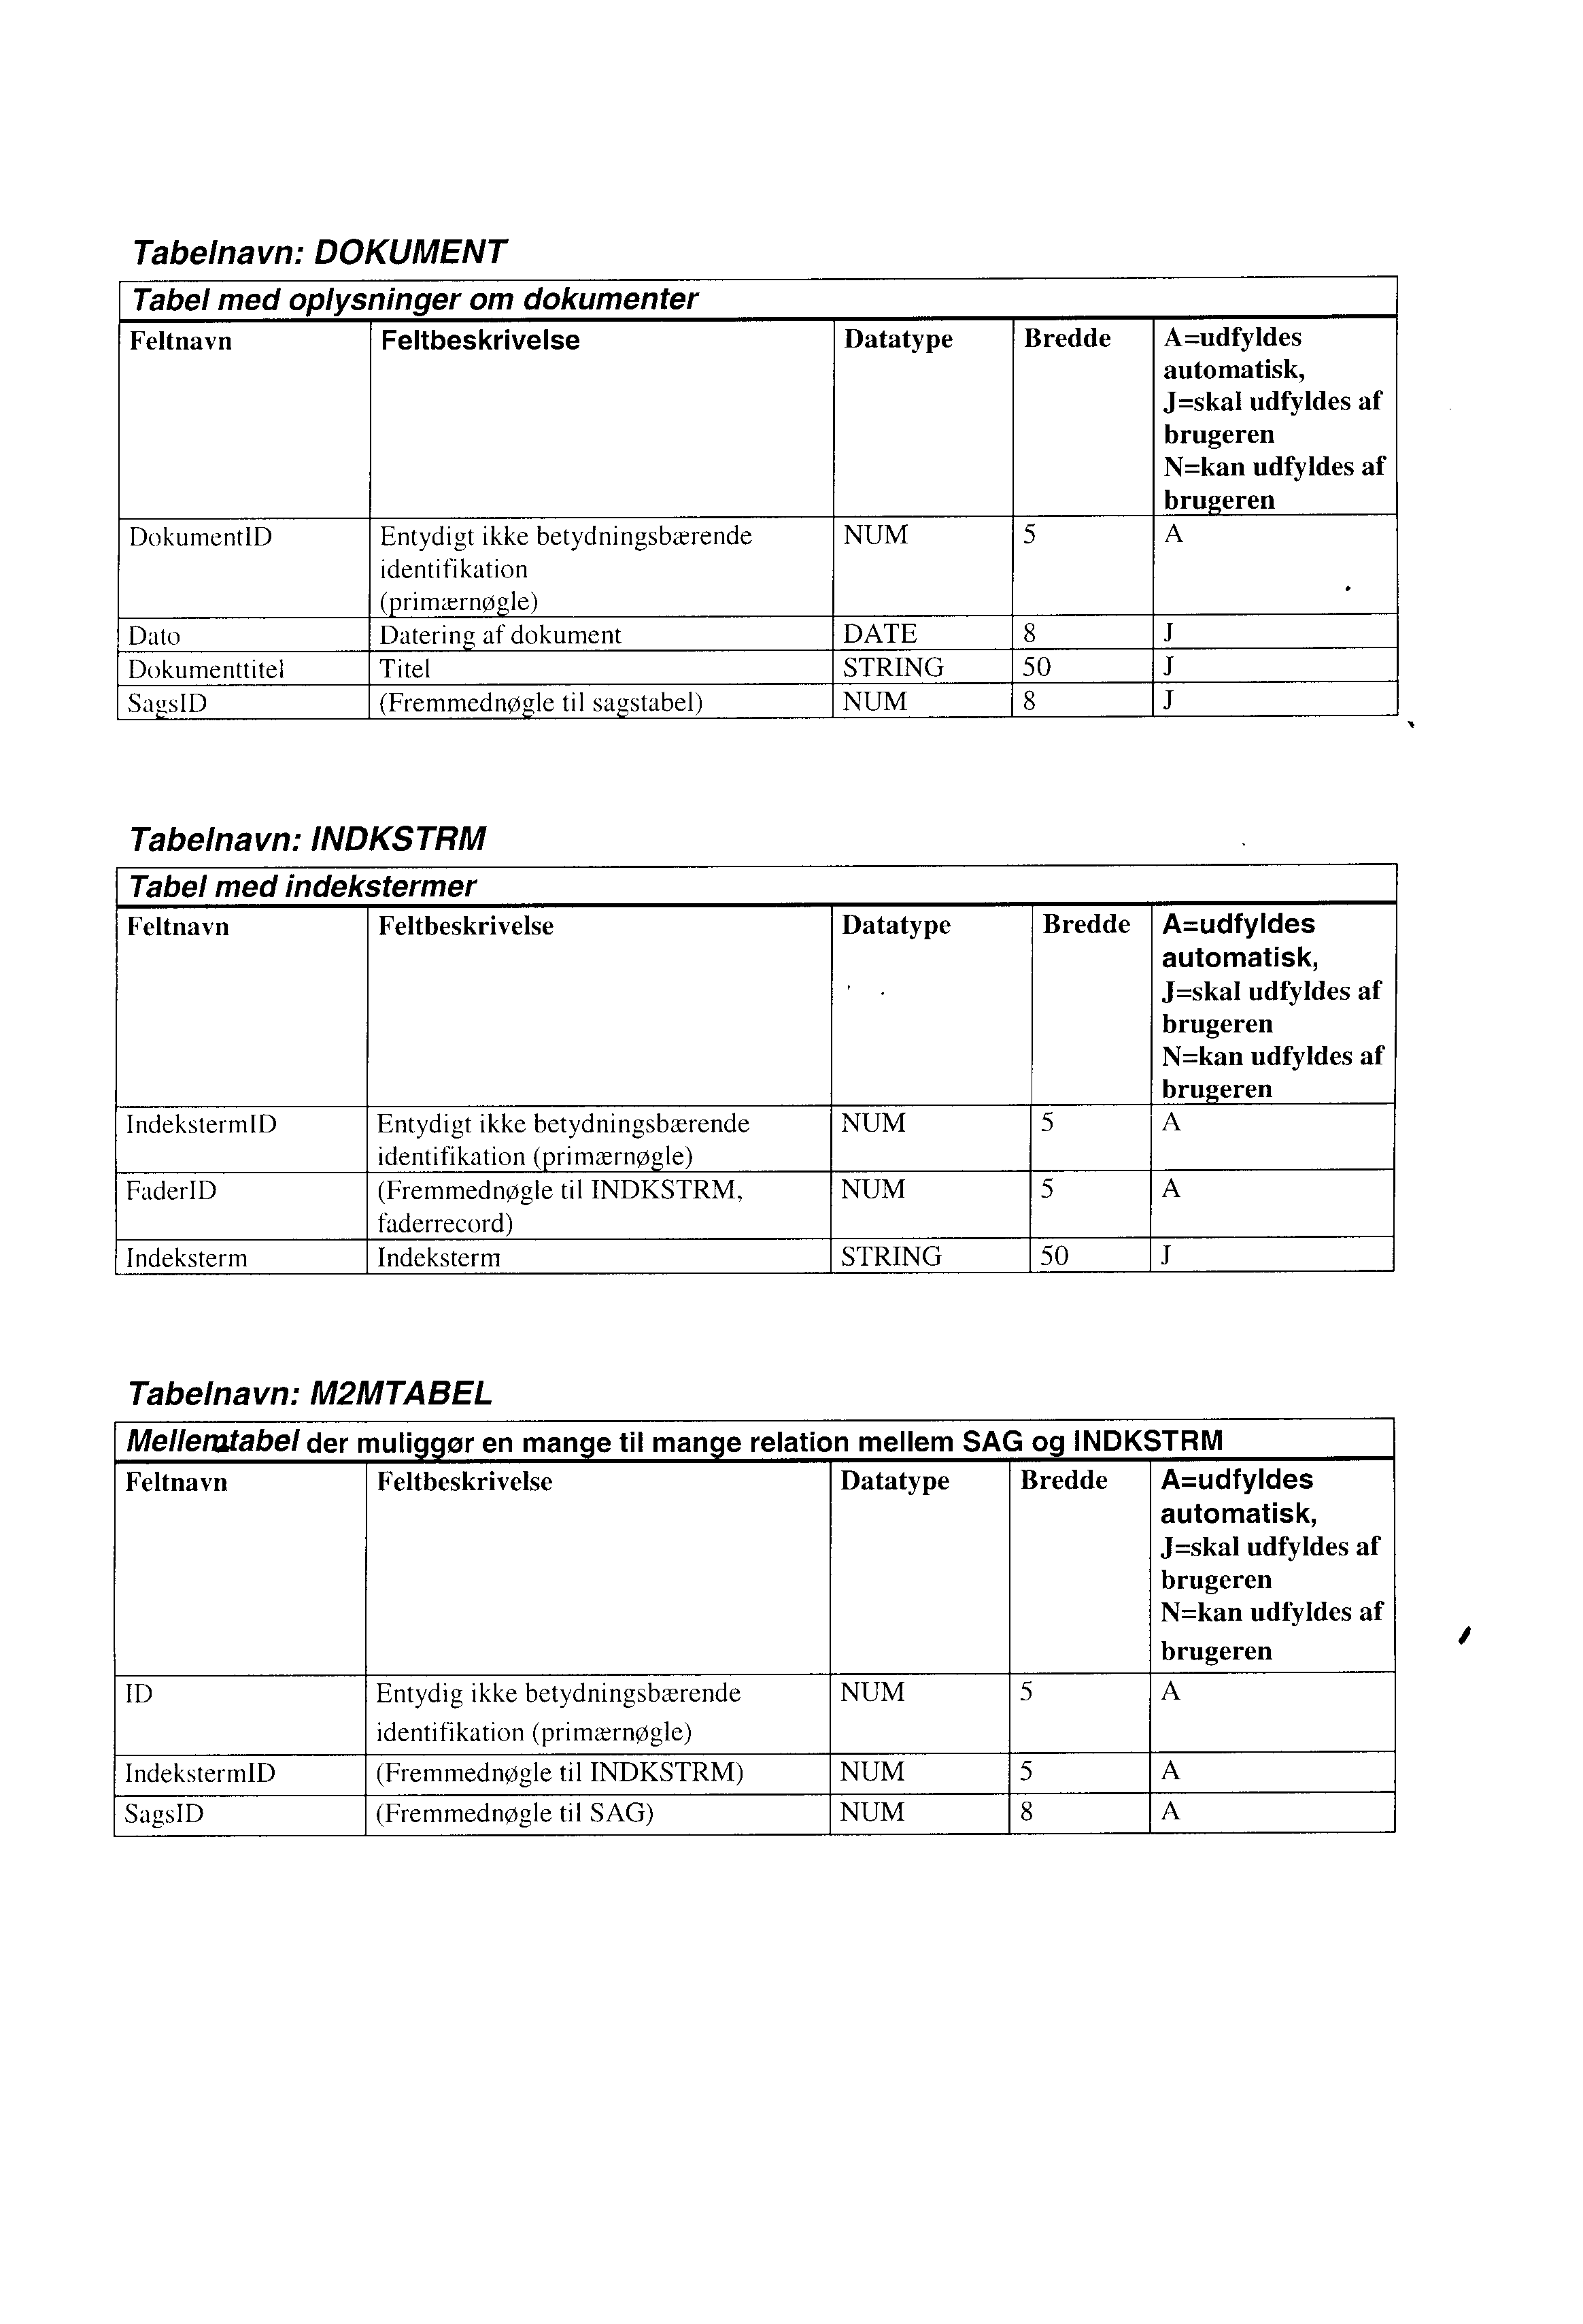 Tabelnavn: DOKUMENT
Tabel med oplysninger om dokumenter
Feltnavn Feltbeskrivelse Datatype Bredde A=udfyldes
automatisk,
J=skal udfyldes af
brugeren
N=kan udfyldes af
brugeren
DokumentID Entydigt ikke betydningsbærende NUM 5 A
identifikation
(primærnøgle)
Dato Datering af dokument DATE 8 J
Dokumenttitel Titel STRING 50 J
SagsID (Fremmednøgle til sagstabel) NUM 8 J
Tabelnavn: INDKSTRM
Tabel med indekstermer
Feltnavn Feltbeskrivelse Datatype Bredde A=udfyldes
automatisk,
J=skal udfyldes af
brugeren
N=kan udfyldes af
brugeren
IndekstermID Entydigt ikke betydningsbærende NUM 5 A
identifikation (primærnøgle)
FaderID (Fremmednøgle til INDKSTRM, NUM 5 A
faderrecord)
Indeksterm Indeksterm STRING 50 J
Tabelnavn: M2MTABEL
Mellemtabel der muliggør en mange til mange relation mellem SAG og INDKSTRM
Feltnavn Feltbeskrivelse Datatype Bredde A=udfyldes
automatisk,
J=skal udfyldes af
brugeren
N=kan udfyldes af
brugeren
ID Entydig ikke betydningsbærende NUM 5 A
identifikation (primærnøgle)
IndekstermID (Fremmednøgle til INDKSTRM) NUM 5 A
SagsID (Fremmednøgle til SAG) NUM 8 A